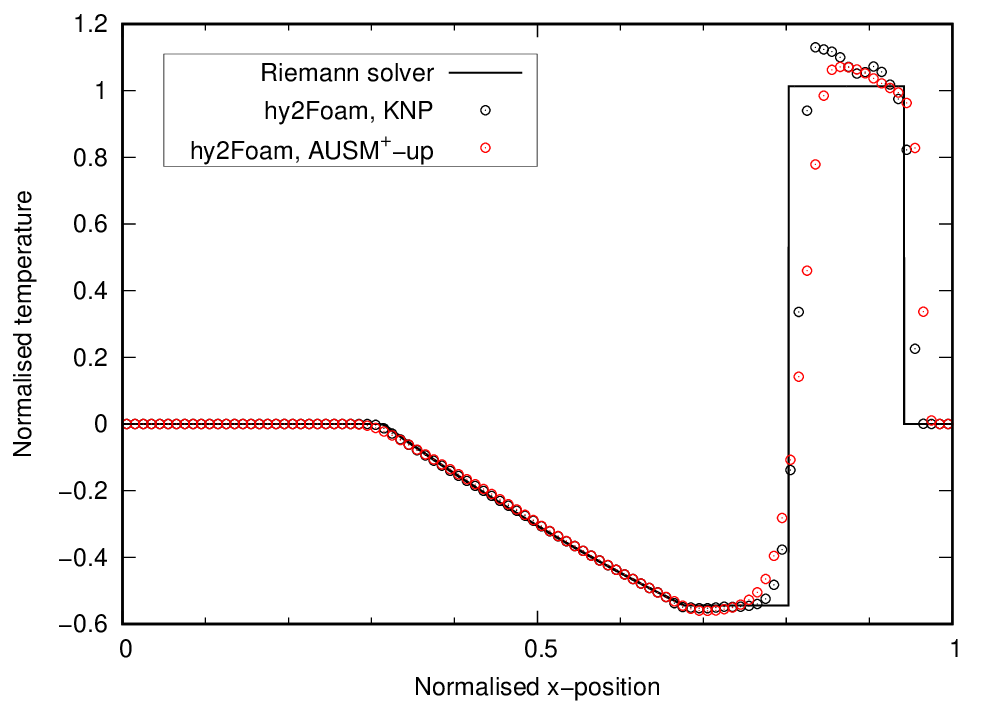 1.2
1
0.8
0.6
0.4
0.2
0
−0.2
−0.4
−0.6
Normalised temperature
Riemann solver
hy2Foam, KNP
hy2Foam, AUSM⁺−up
0
0.5
1
Normalised x−position